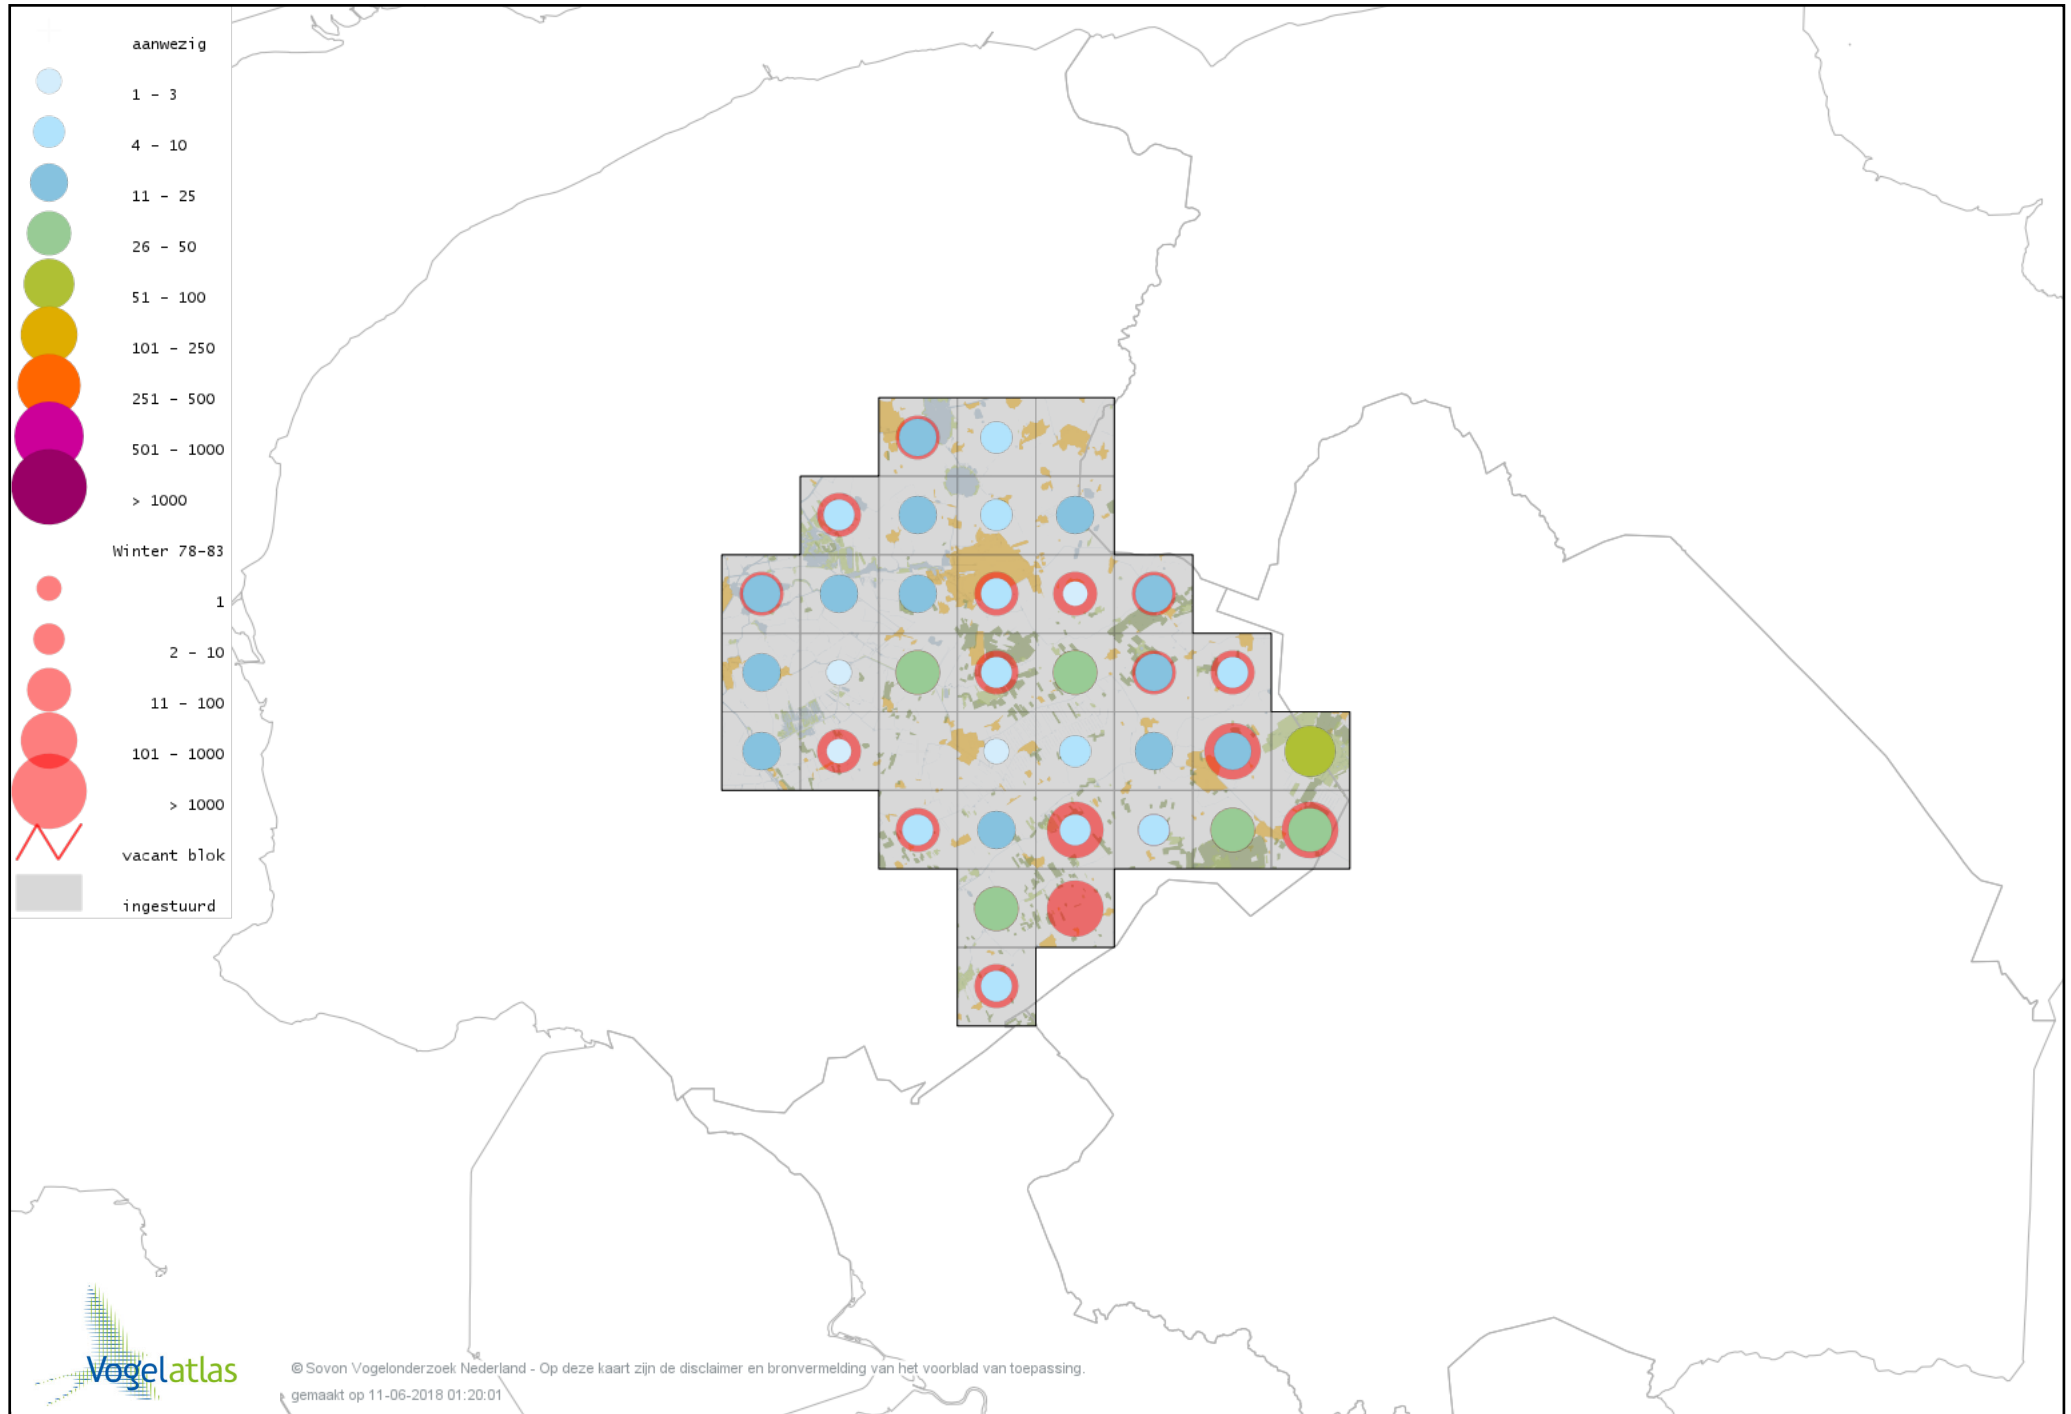 aanwezig
1 - 3
4 - 10
11 - 25
26 - 50
51 - 100
101 - 250
251 - 500
501 - 1000
> 1000
Winter 78-83
1
2 - 10
11 - 100
101 - 1000
> 1000
vacant blok
ingestuurd
Vogelatlas
© Sovon Vogelonderzoek Nederland - Op deze kaart zijn de disclaimer en bronvermelding van het voorblad van toepassing.
gemaakt op 11-06-2018 01:20:01